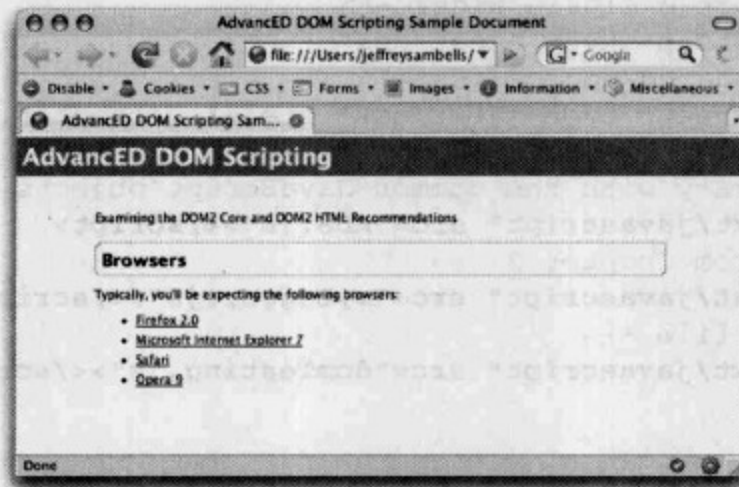 AdvancED DOM Scripting Sample Document
file:///Users/jeffreysambells/ G Google
Disable Cookies CSS Forms Images Information Miscellaneous
AdvancED DOM Scripting Sam...
AdvancED DOM Scripting
Examining the DOM2 Core and DOM2 HTML Recommendations
Browsers
Typically, you'll be expecting the following browsers:
• Firefox 2.0
• Microsoft Internet Explorer 7
• Safari
• Opera 9
Done